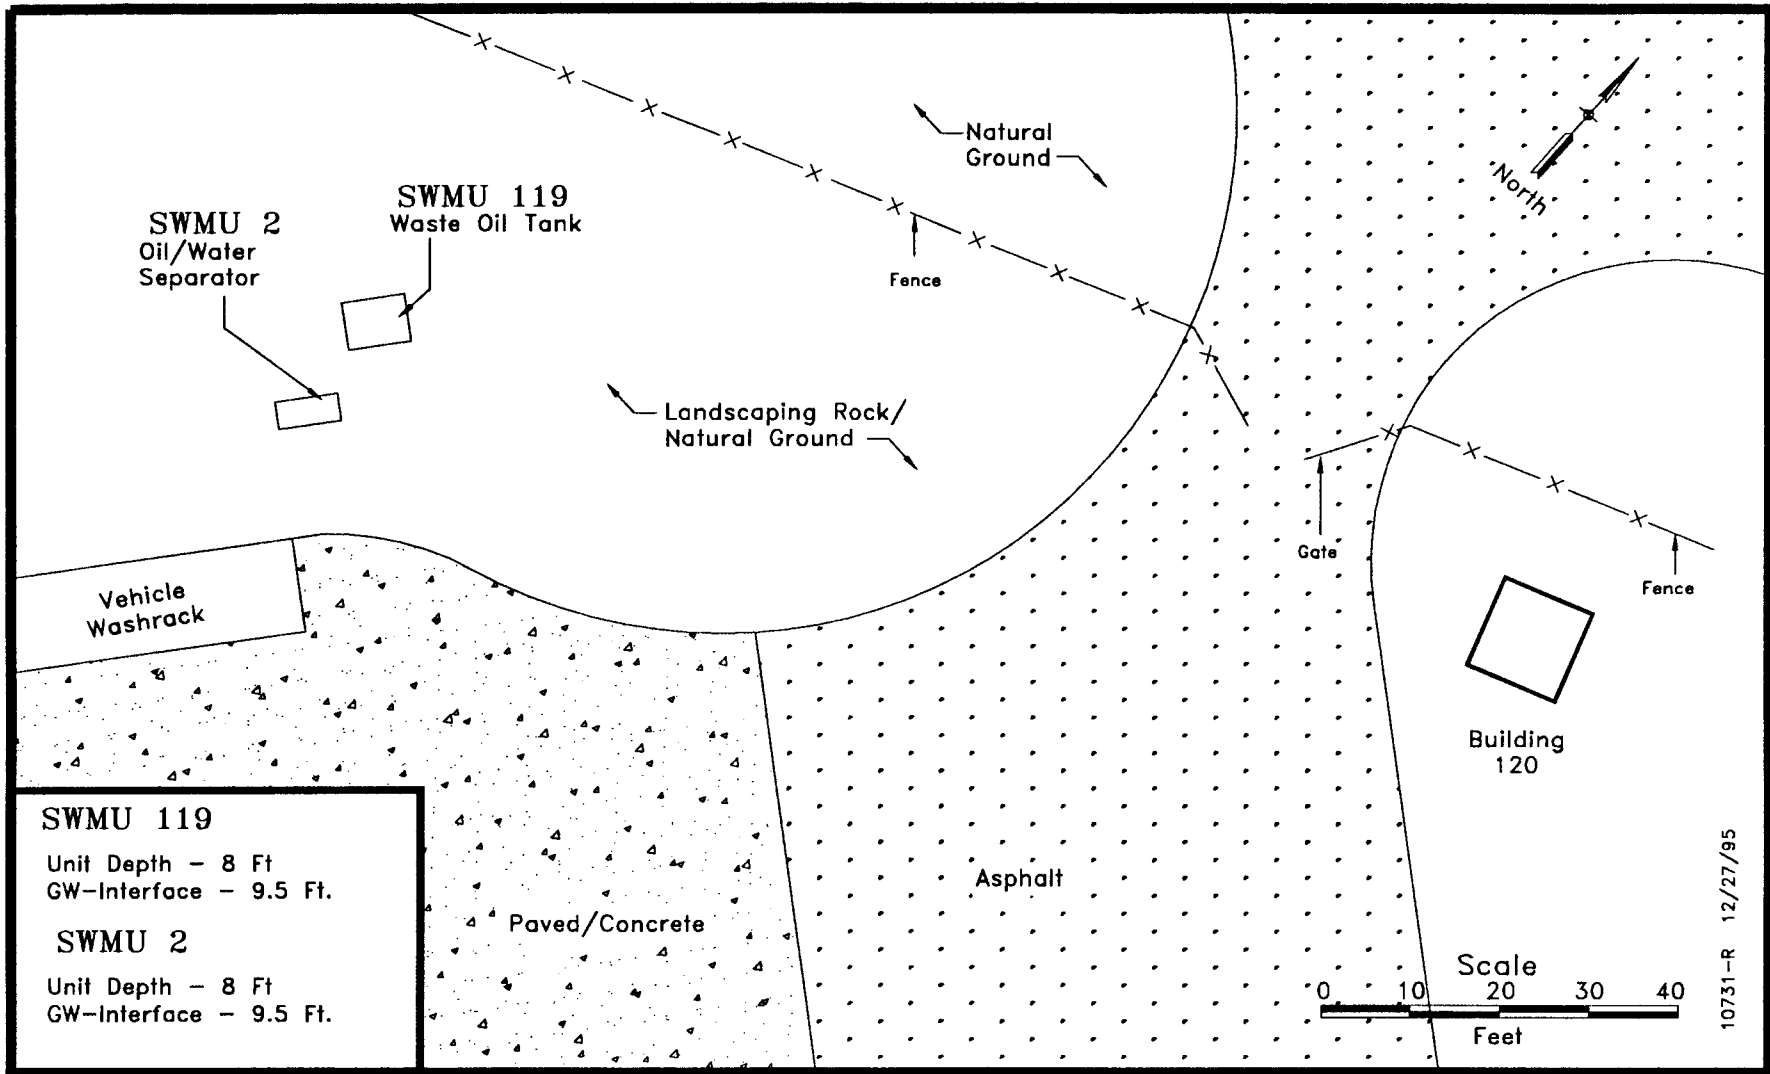 Natural
Ground
North
SWMU 119
Waste Oil Tank
SWMU 2
Oil/Water
Separator
Fence
Landscaping Rock/
Natural Ground
Gate
Fence
Vehicle
Washrack
Building
120
SWMU 119
Unit Depth - 8 Ft
GW-Interface - 9.5 Ft.
SWMU 2
Unit Depth - 8 Ft
GW-Interface - 9.5 Ft.
Paved/Concrete
Asphalt
Scale
0 10 20 30 40
Feet
10731-R 12/27/95